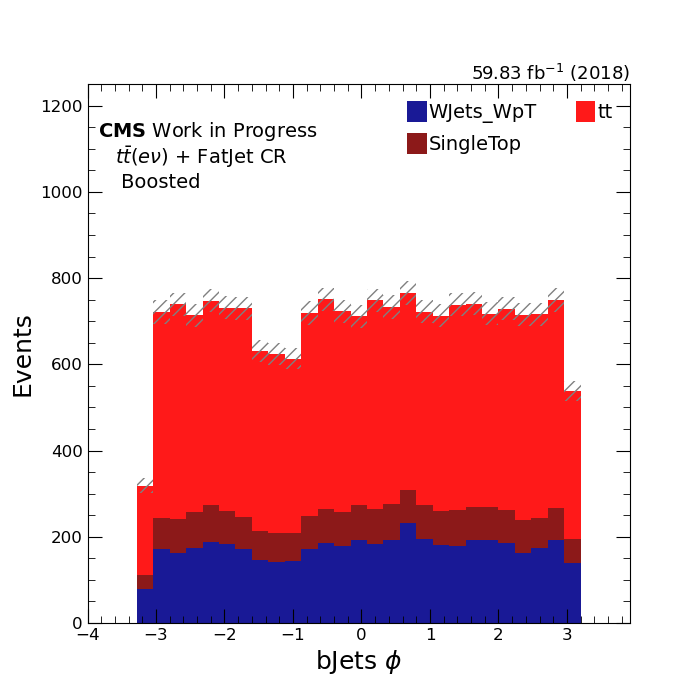 59.83 fb⁻¹ (2018)
CMS Work in Progress
tt̄(eν) + FatJet CR
Boosted
WJets_WpT
tt
SingleTop
Events
1200
1000
800
600
400
200
0
−4 −3 −2 −1 0 1 2 3
bJets ϕ